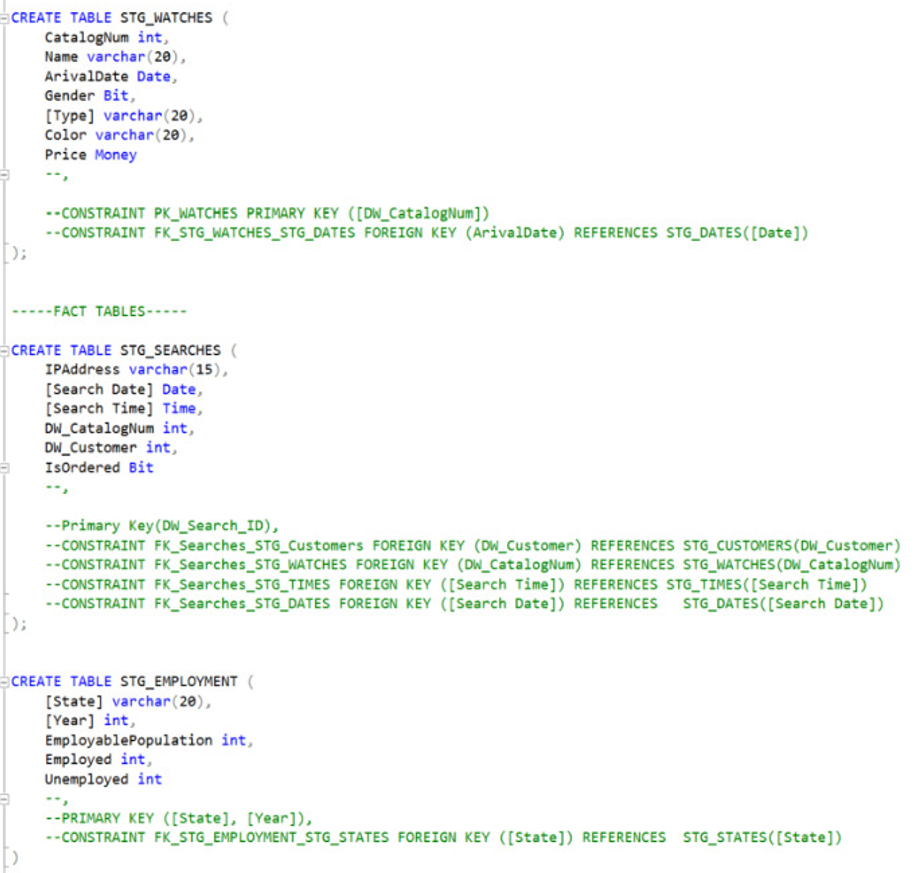 CREATE TABLE STG_WATCHES (
CatalogNum int,
Name varchar(20),
ArivalDate Date,
Gender Bit,
[Type] varchar(20),
Color varchar(20),
Price Money
--,
--CONSTRAINT PK_WATCHES PRIMARY KEY ([DW_CatalogNum])
--CONSTRAINT FK_STG_WATCHES_STG_DATES FOREIGN KEY (ArivalDate) REFERENCES STG_DATES([Date])
);
-----FACT TABLES-----
CREATE TABLE STG_SEARCHES (
IPAddress varchar(15),
[Search Date] Date,
[Search Time] Time,
DW_CatalogNum int,
DW_Customer int,
IsOrdered Bit
--,
--Primary Key(DW_Search_ID),
--CONSTRAINT FK_Searches_STG_Customers FOREIGN KEY (DW_Customer) REFERENCES STG_CUSTOMERS(DW_Customer)
--CONSTRAINT FK_Searches_STG_WATCHES FOREIGN KEY (DW_CatalogNum) REFERENCES STG_WATCHES(DW_CatalogNum)
--CONSTRAINT FK_Searches_STG_TIMES FOREIGN KEY ([Search Time]) REFERENCES STG_TIMES([Search Time])
--CONSTRAINT FK_Searches_STG_DATES FOREIGN KEY ([Search Date]) REFERENCES   STG_DATES([Search Date])
);
CREATE TABLE STG_EMPLOYMENT (
[State] varchar(20),
[Year] int,
EmployablePopulation int,
Employed int,
Unemployed int
--,
--PRIMARY KEY ([State], [Year]),
--CONSTRAINT FK_STG_EMPLOYMENT_STG_STATES FOREIGN KEY ([State]) REFERENCES  STG_STATES([State])
)